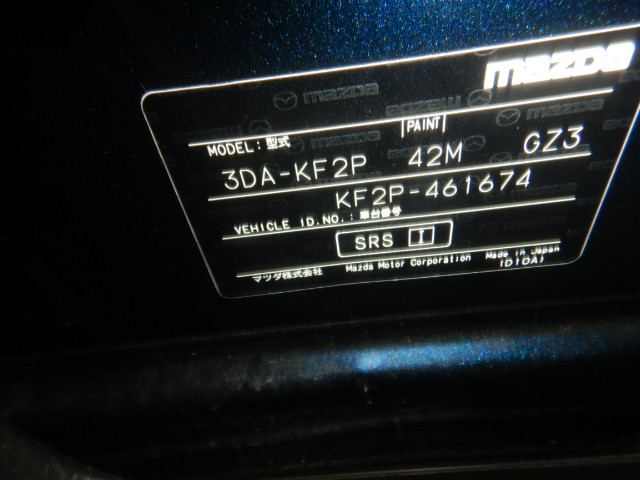 mazda
MODEL：型式 PAINT
3DA-KF2P 42M GZ3
KF2P-461674
VEHICLE ID.NO.：車台番号
SRS I
マツダ株式会社 Mazda Motor Corporation Made in Japan
(D10A)